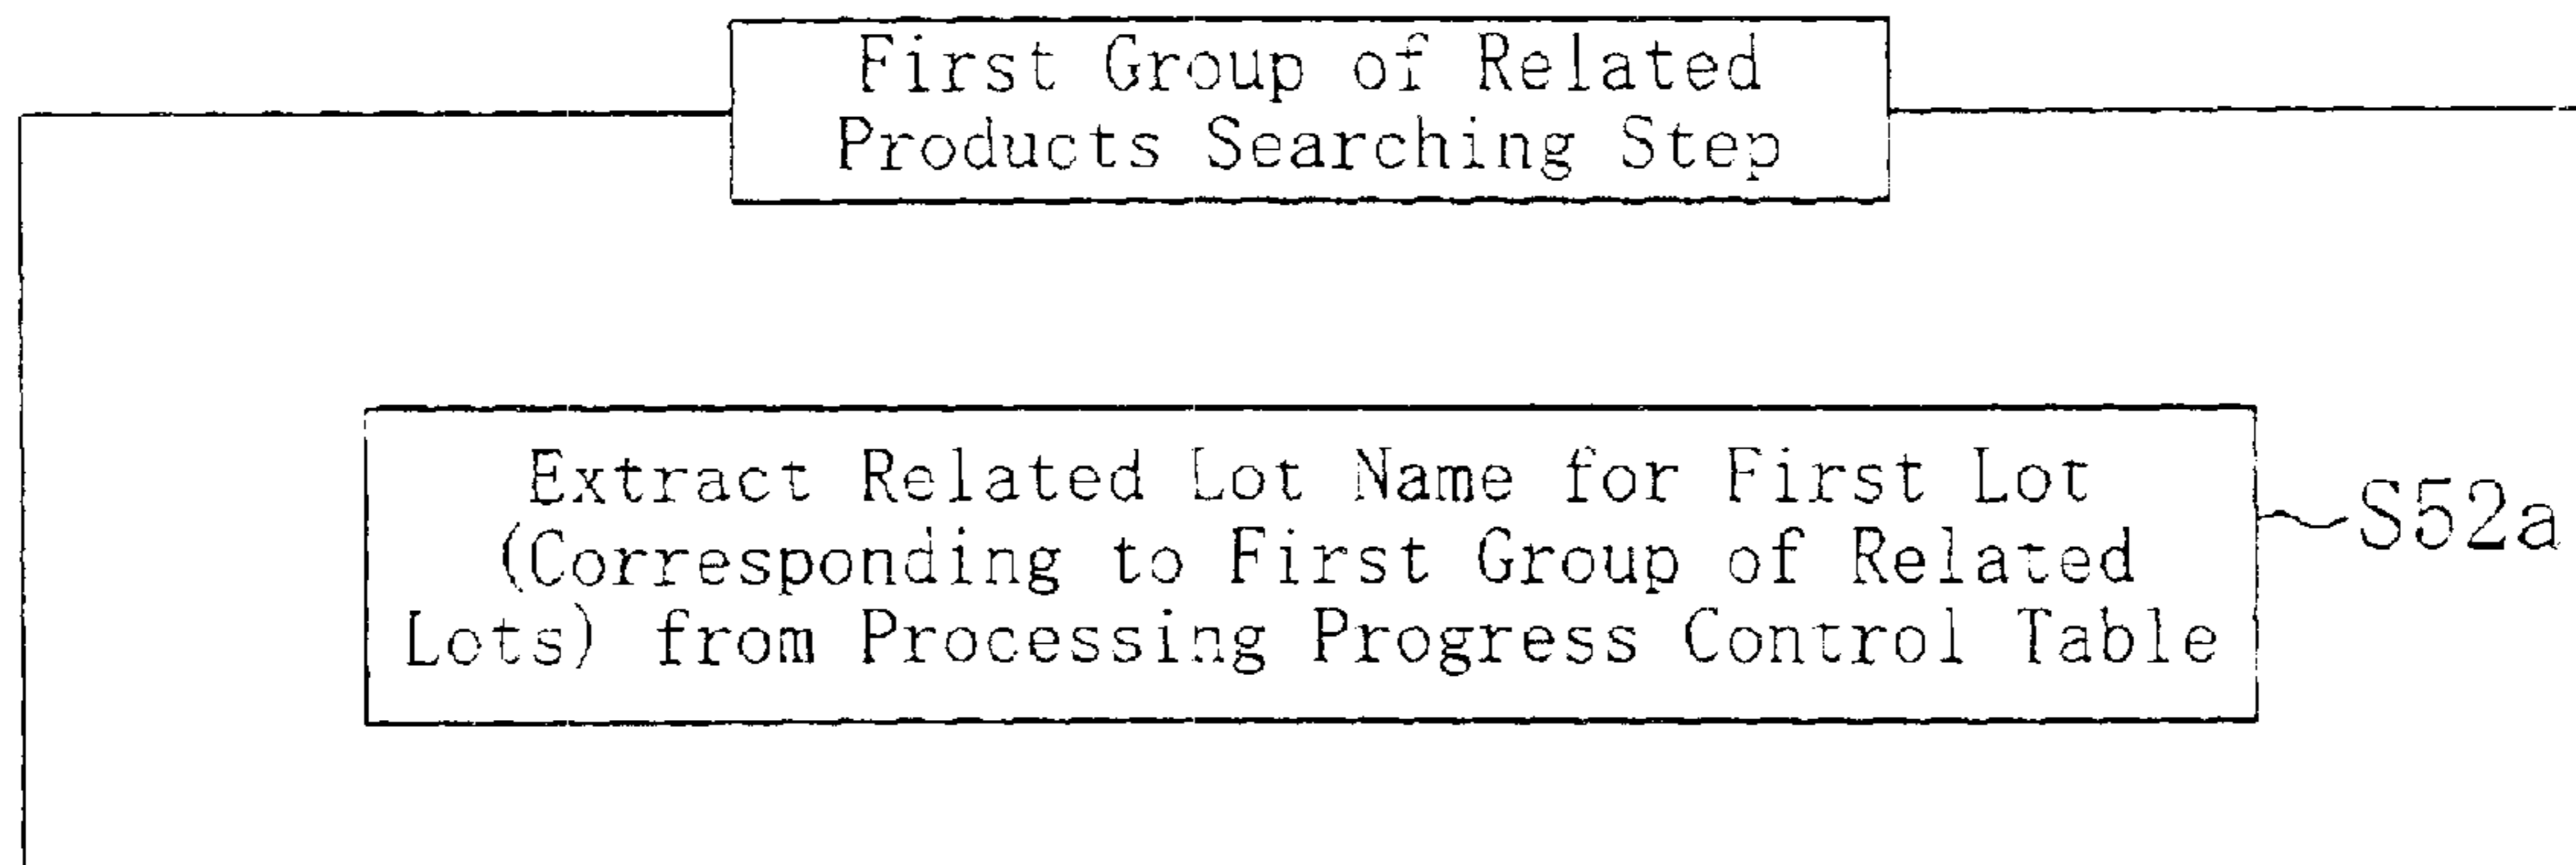 First Group of Related
Products Searching Step
Extract Related Lot Name for First Lot
(Corresponding to First Group of Related
Lots) from Processing Progress Control Table
S52a